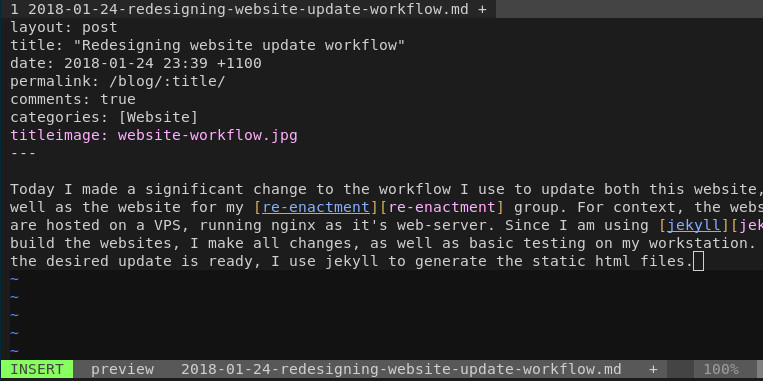 1 2018-01-24-redesigning-website-update-workflow.md +
layout: post
title: "Redesigning website update workflow"
date: 2018-01-24 23:39 +1100
permalink: /blog/:title/
comments: true
categories: [Website]
titleimage: website-workflow.jpg
---
Today I made a significant change to the workflow I use to update both this website,
well as the website for my [re-enactment][re-enactment] group. For context, the webs
are hosted on a VPS, running nginx as it's web-server. Since I am using [jekyll][jek
build the websites, I make all changes, as well as basic testing on my workstation.
the desired update is ready, I use jekyll to generate the static html files.
~
~
~
~
~
INSERT preview 2018-01-24-redesigning-website-update-workflow.md + 100%